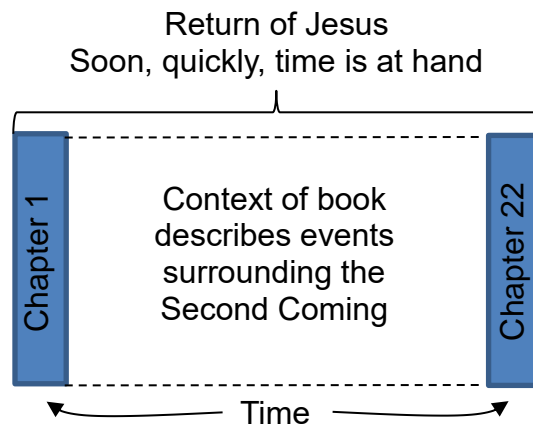 Return of Jesus
Soon, quickly, time is at hand
Chapter 1
Context of book
describes events
surrounding the
Second Coming
Chapter 22
Time